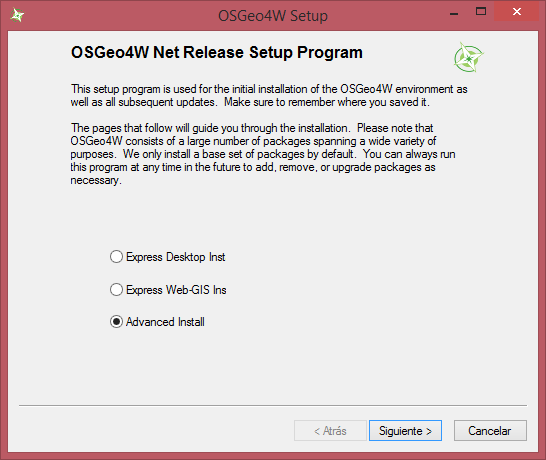 OSGeo4W Setup
OSGeo4W Net Release Setup Program
This setup program is used for the initial installation of the OSGeo4W environment as
well as all subsequent updates. Make sure to remember where you saved it.
The pages that follow will guide you through the installation. Please note that
OSGeo4W consists of a large number of packages spanning a wide variety of
purposes. We only install a base set of packages by default. You can always run
this program at any time in the future to add, remove, or upgrade packages as
necessary.
Express Desktop Inst
Express Web-GIS Ins
Advanced Install
< Atrás
Siguiente >
Cancelar